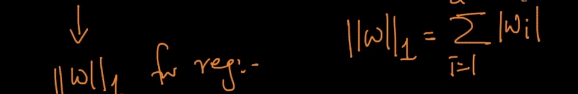 ||w||₁ for reg:-
||w||₁ = ∑ |wi|
i=1